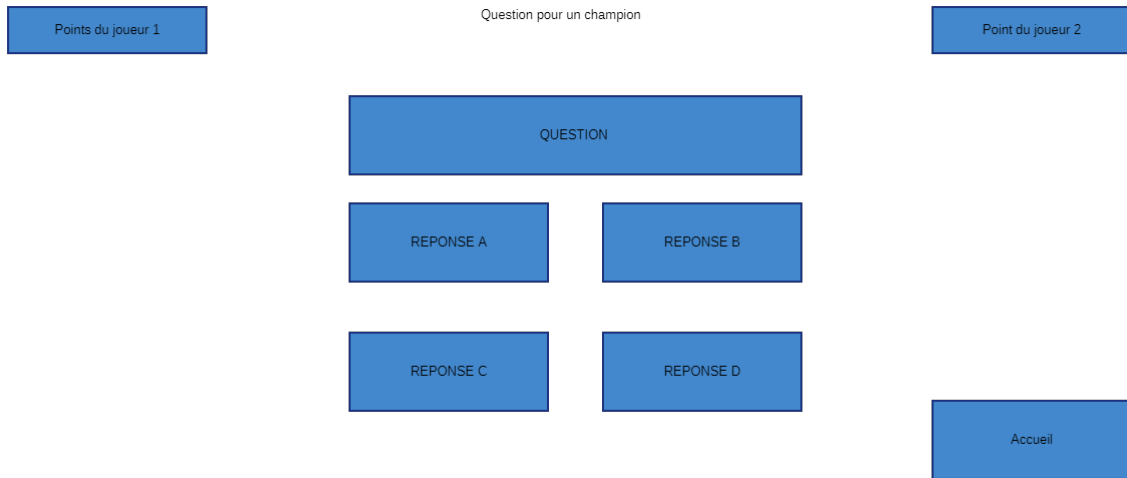 Question pour un champion
Points du joueur 1
Point du joueur 2
QUESTION
REPONSE A
REPONSE B
REPONSE C
REPONSE D
Accueil